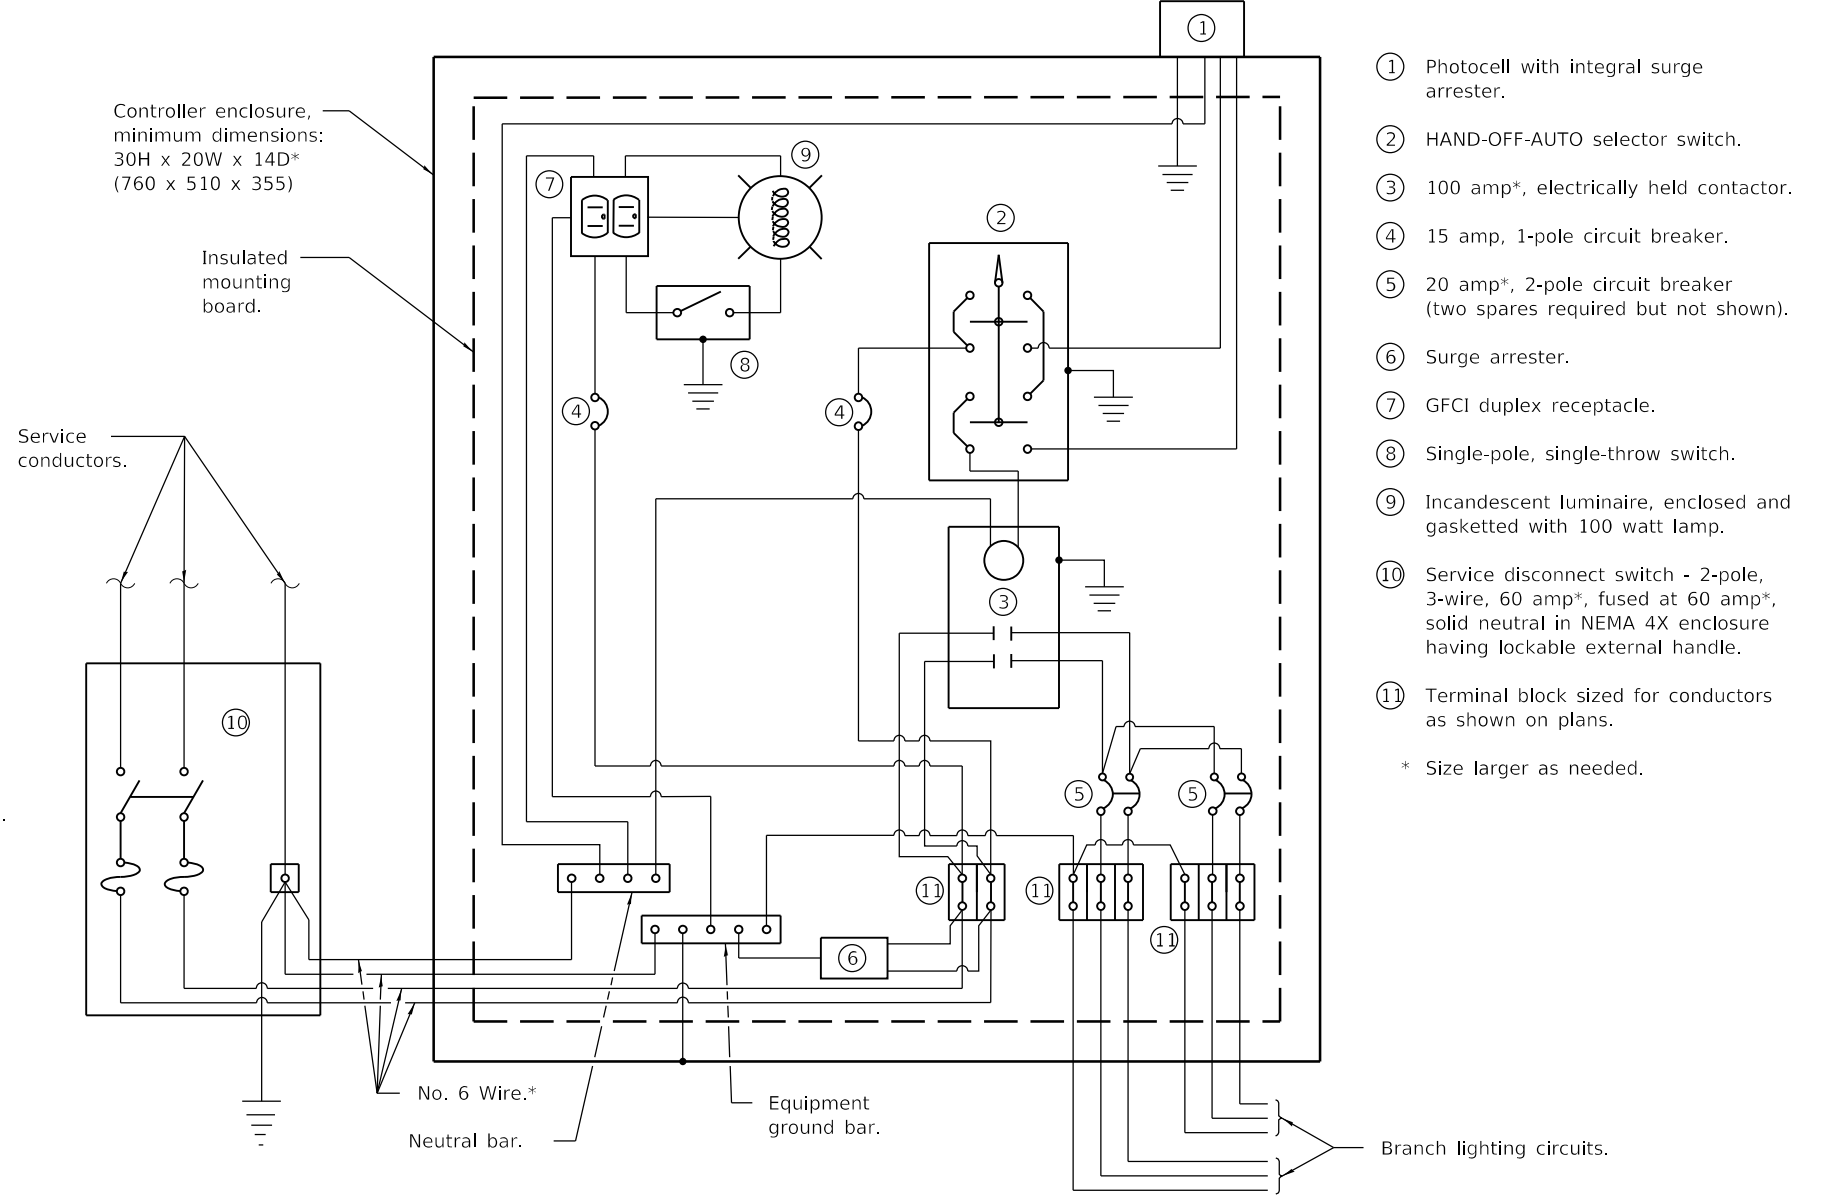 Controller enclosure,
minimum dimensions:
30H x 20W x 14D*
(760 x 510 x 355)
Insulated
mounting
board.
Service
conductors.
1
2
3
4
4
5
5
6
7
8
9
10
11
11
11
No. 6 Wire.*
Neutral bar.
Equipment
ground bar.
Branch lighting circuits.
1 Photocell with integral surge
arrester.
2 HAND-OFF-AUTO selector switch.
3 100 amp*, electrically held contactor.
4 15 amp, 1-pole circuit breaker.
5 20 amp*, 2-pole circuit breaker
(two spares required but not shown).
6 Surge arrester.
7 GFCI duplex receptacle.
8 Single-pole, single-throw switch.
9 Incandescent luminaire, enclosed and
gasketted with 100 watt lamp.
10 Service disconnect switch - 2-pole,
3-wire, 60 amp*, fused at 60 amp*,
solid neutral in NEMA 4X enclosure
having lockable external handle.
11 Terminal block sized for conductors
as shown on plans.
* Size larger as needed.